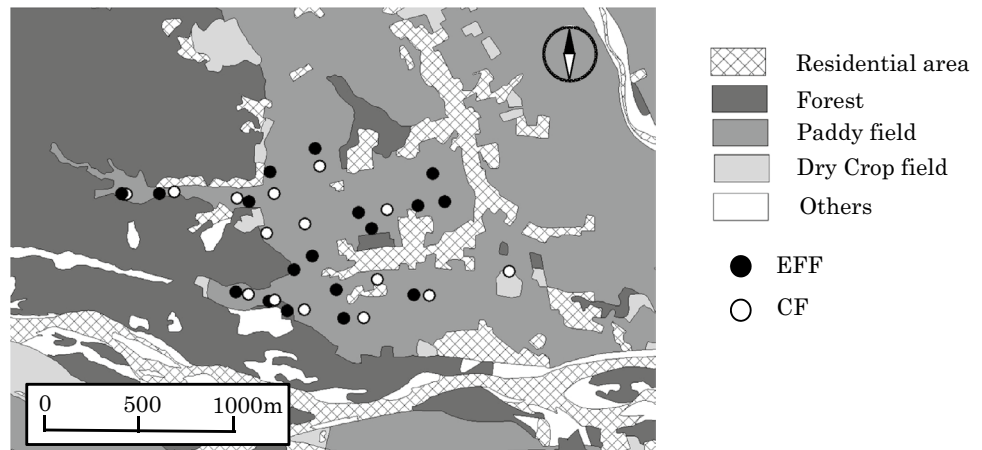 Residential area
Forest
Paddy field
Dry Crop field
Others
EFF
CF
0 500 1000m